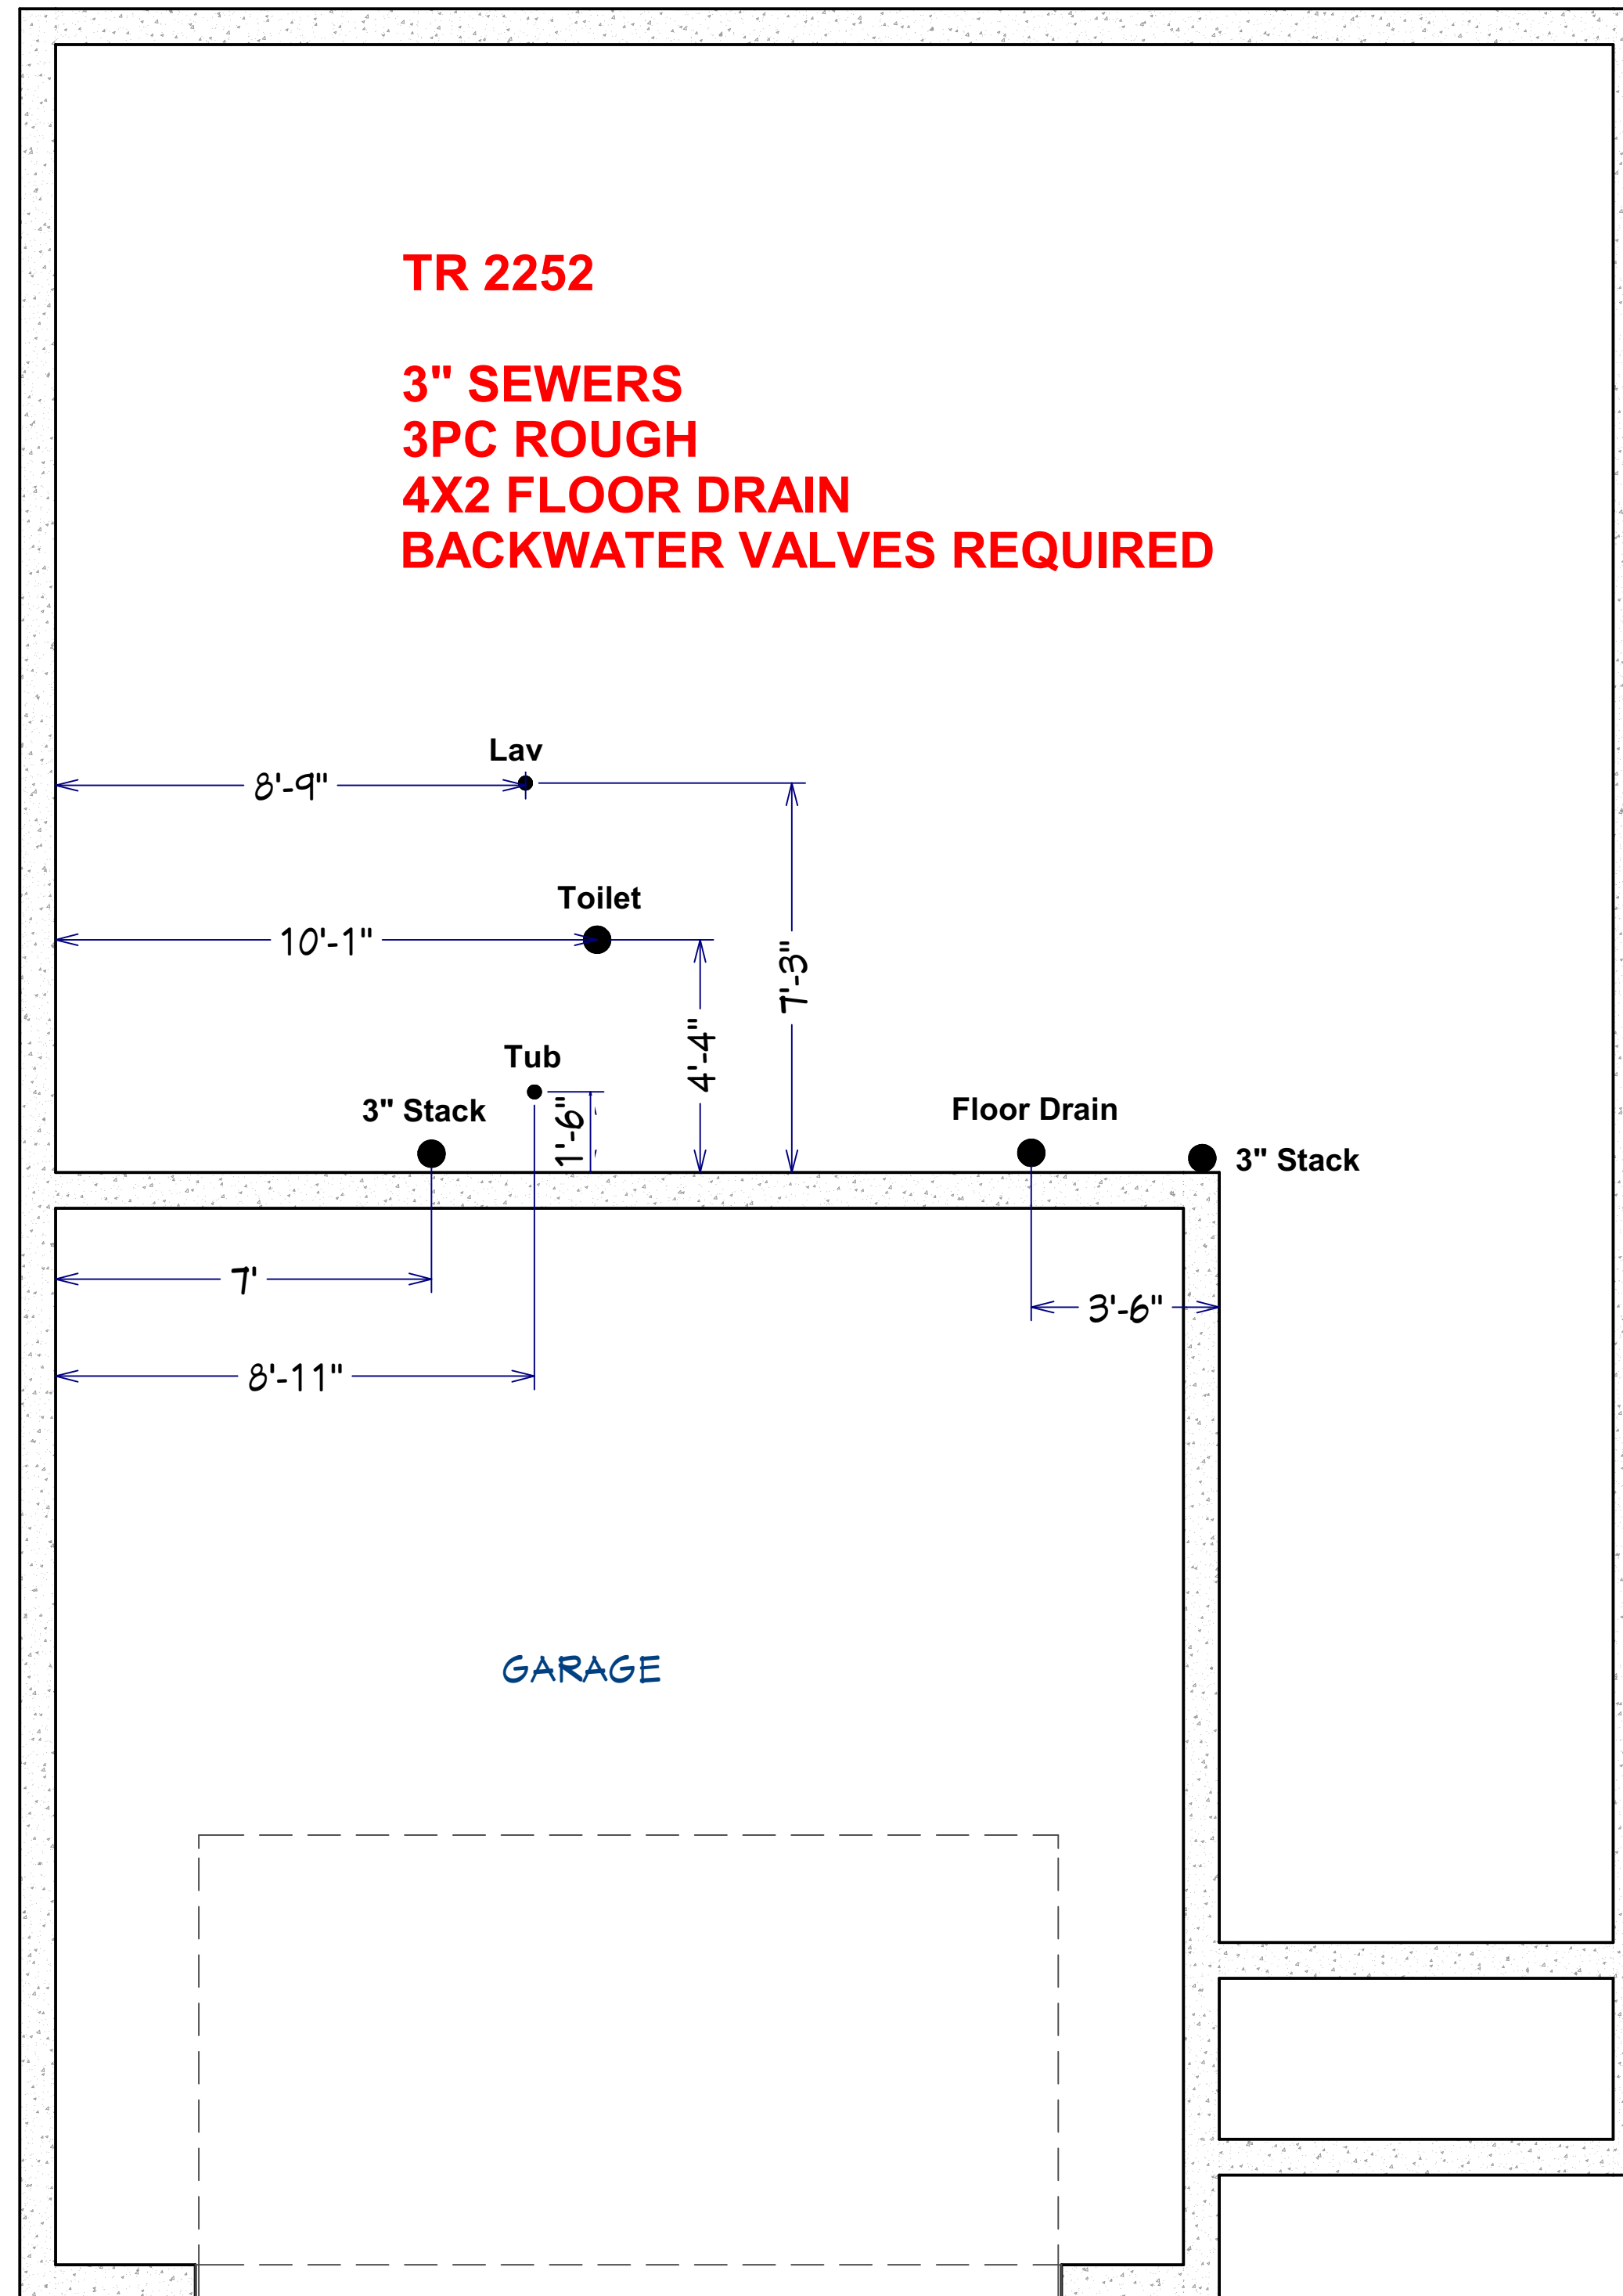 TR 2252
3" SEWERS
3PC ROUGH
4X2 FLOOR DRAIN
BACKWATER VALVES REQUIRED
Lav
8'-9"
Toilet
10'-1"
7'-3"
4'-4"
Tub
1'-6"
3" Stack
Floor Drain
3" Stack
7'
3'-6"
8'-11"
GARAGE